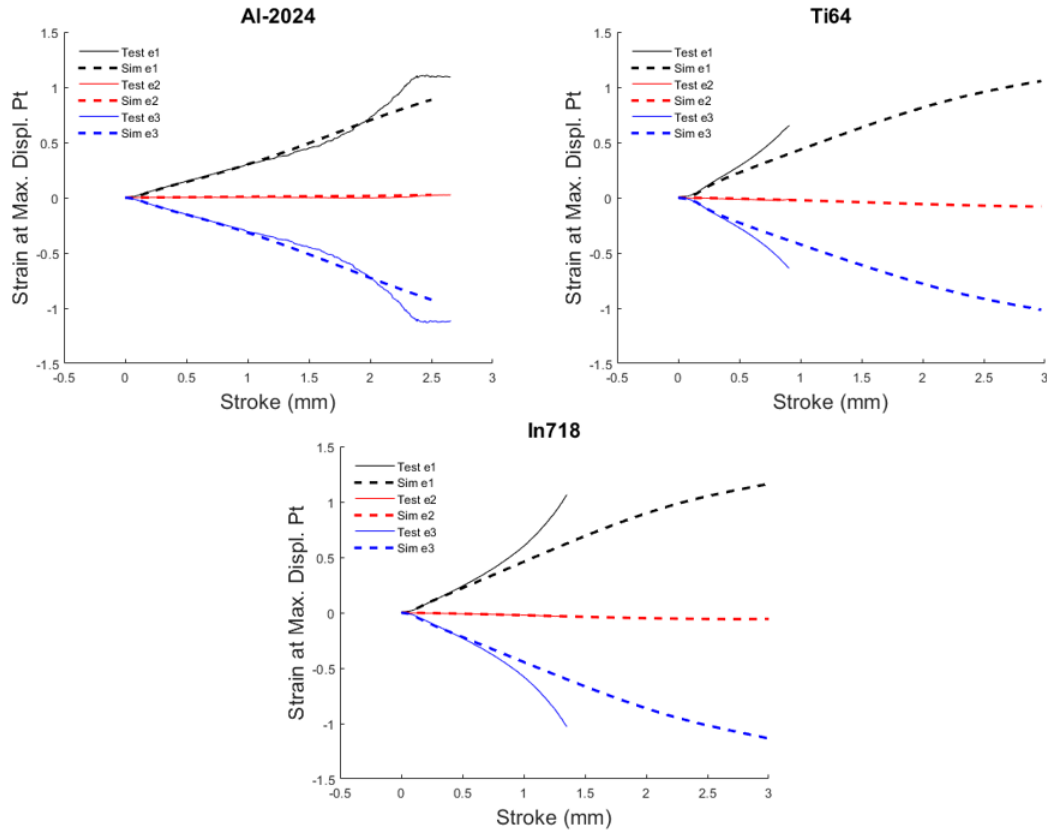 Al-2024
1.5
1
0.5
0
-0.5
-1
-1.5
Strain at Max. Displ. Pt
Test e1
Sim e1
Test e2
Sim e2
Test e3
Sim e3
-0.5 0 0.5 1 1.5 2 2.5 3
Stroke (mm)
Ti64
1.5
1
0.5
0
-0.5
-1
-1.5
Strain at Max. Displ. Pt
Test e1
Sim e1
Test e2
Sim e2
Test e3
Sim e3
-0.5 0 0.5 1 1.5 2 2.5 3
Stroke (mm)
In718
1.5
1
0.5
0
-0.5
-1
-1.5
Strain at Max. Displ. Pt
Test e1
Sim e1
Test e2
Sim e2
Test e3
Sim e3
-0.5 0 0.5 1 1.5 2 2.5 3
Stroke (mm)